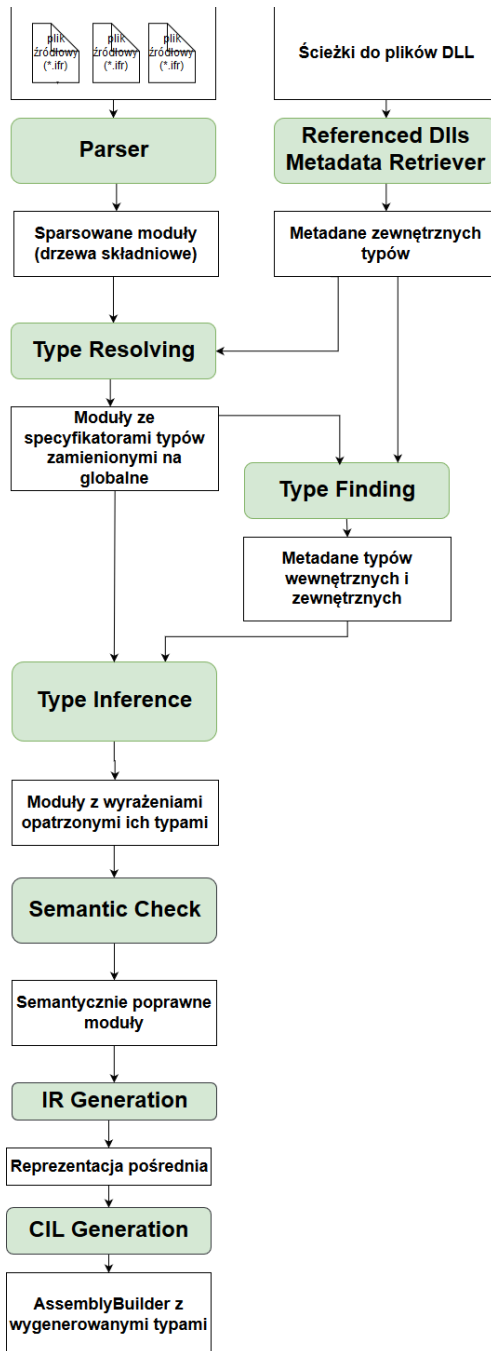 plik
źródłowy
(*.ifr)
plik
źródłowy
(*.ifr)
plik
źródłowy
(*.ifr)
Ścieżki do plików DLL
Parser
Referenced Dlls
Metadada Retriever
Sparsowane moduły
(drzewa składniowe)
Metadane zewnętrznych
typów
Type Resolving
Moduły ze
specyfikatorami typów
zamienionymi na
globalne
Type Finding
Metadane typów
wewnętrznych i
zewnętrznych
Type Inference
Moduły z wyrażeniami
opatrzonymi ich typami
Semantic Check
Semantycznie poprawne
moduły
IR Generation
Reprezentacja pośrednia
CIL Generation
AssemblyBuilder z
wygenerowanymi typami